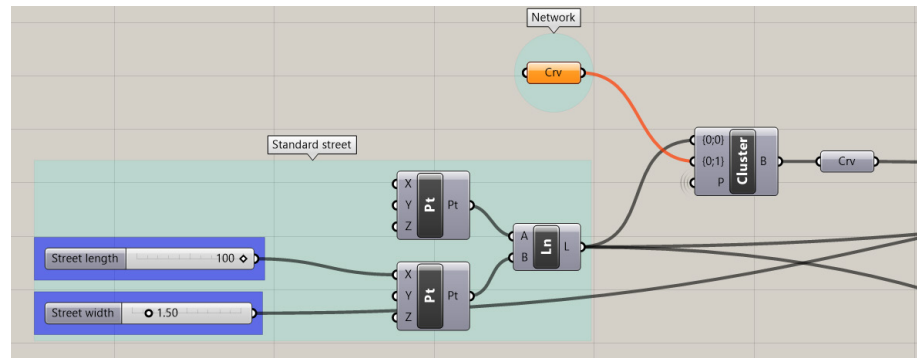 Network
Crv
Standard street
{0;0}
{0;1}
P
Cluster
B
Crv
X
Y
Z
Pt
Pt
A
B
Ln
L
Street length
100
X
Y
Z
Pt
Pt
Street width
1.50